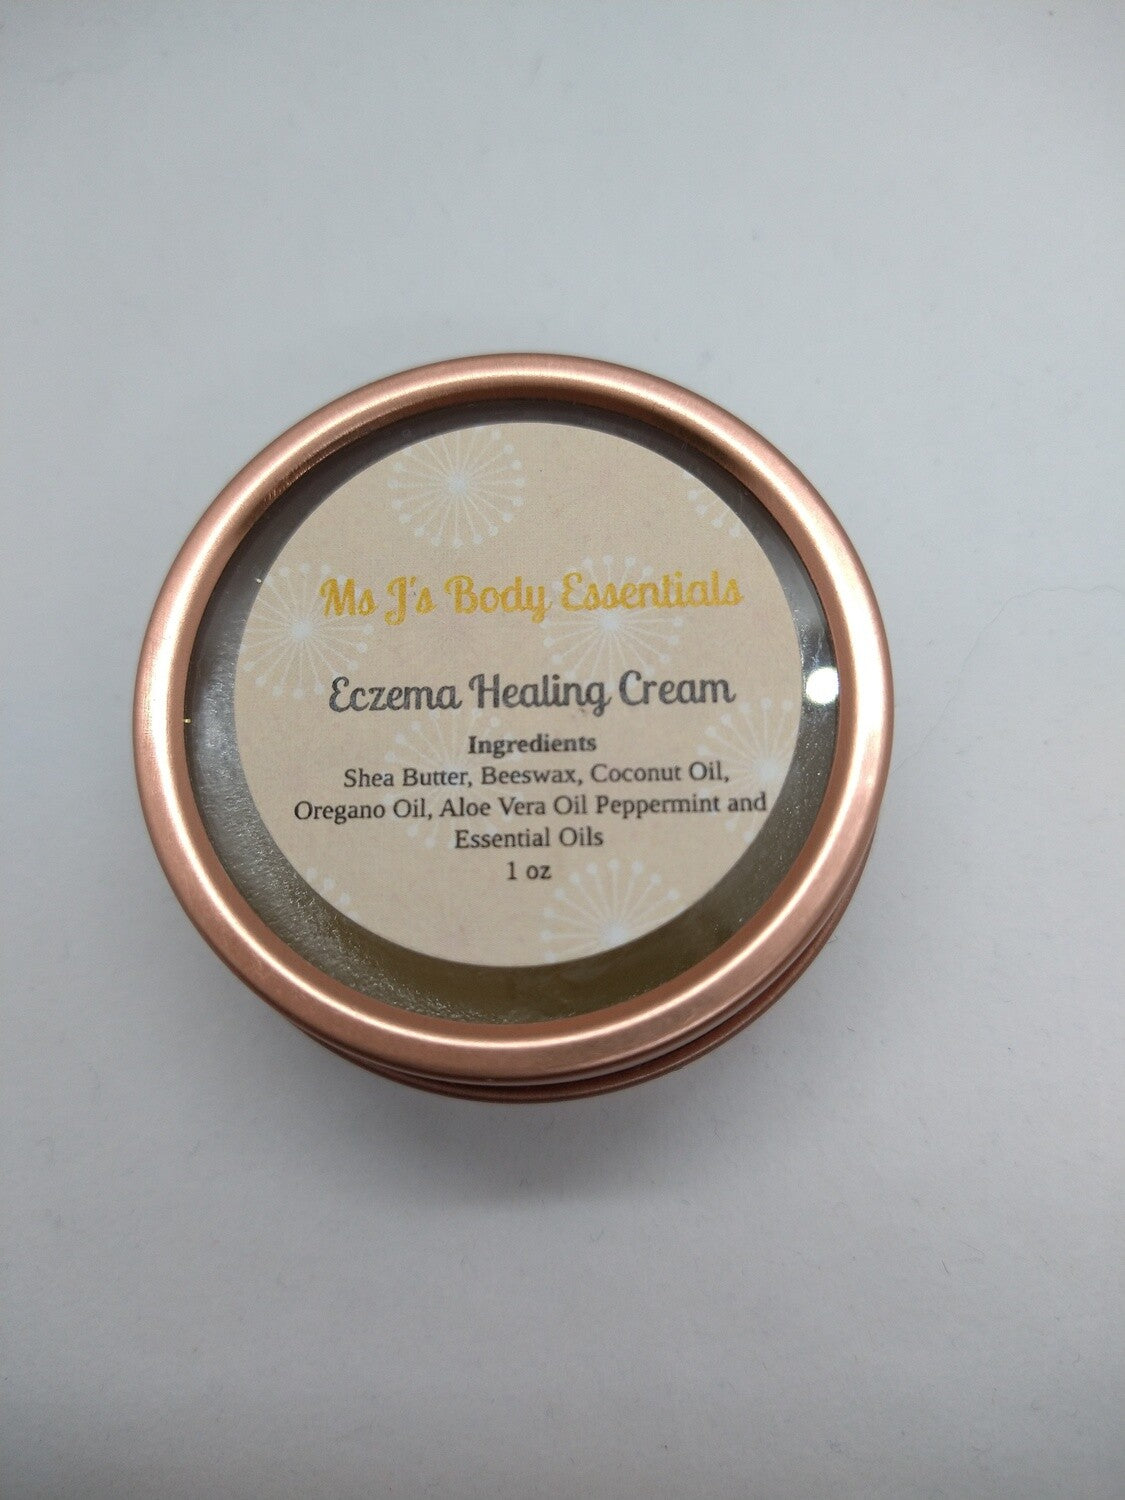 Ms J's Body Essentials
Eczema Healing Cream
Ingredients
Shea Butter, Beeswax, Coconut Oil,
Oregano Oil, Aloe Vera Oil Peppermint and
Essential Oils
1 oz